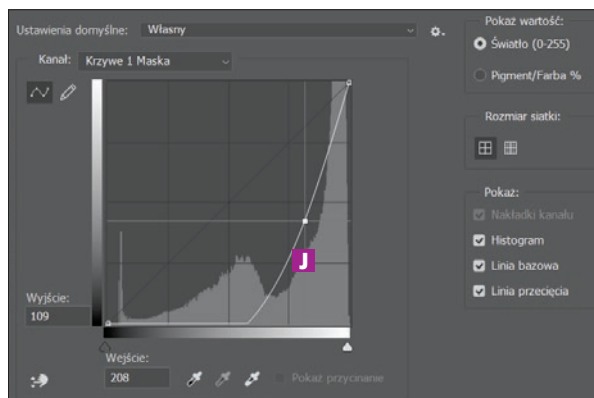 Ustawienia domyślne: Własny
Kanał: Krzywe 1 Maska
J
Wyjście:
109
Wejście:
208
Pokaż przycinanie
Pokaż wartość:
Światło (0-255)
Pigment/Farba %
Rozmiar siatki:
Pokaż:
Nakładki kanału
Histogram
Linia bazowa
Linia przecięcia